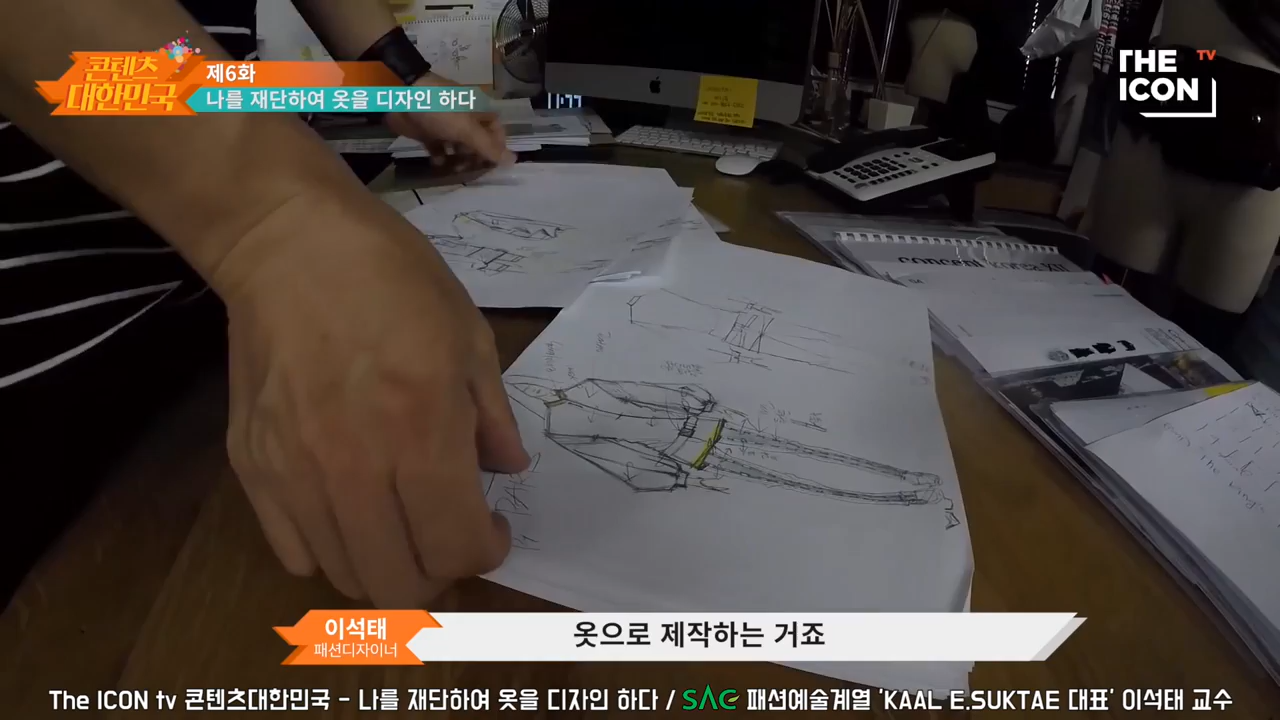 콘텐츠
대한민국
제6화
나를 재단하여 옷을 디자인 하다
THE
ICON
TV
concept korea XII
이석태
패션디자이너
옷으로 제작하는 거죠
The ICON tv 콘텐츠대한민국 - 나를 재단하여 옷을 디자인 하다 / SAC 패션예술계열 'KAAL E.SUKTAE 대표' 이석태 교수